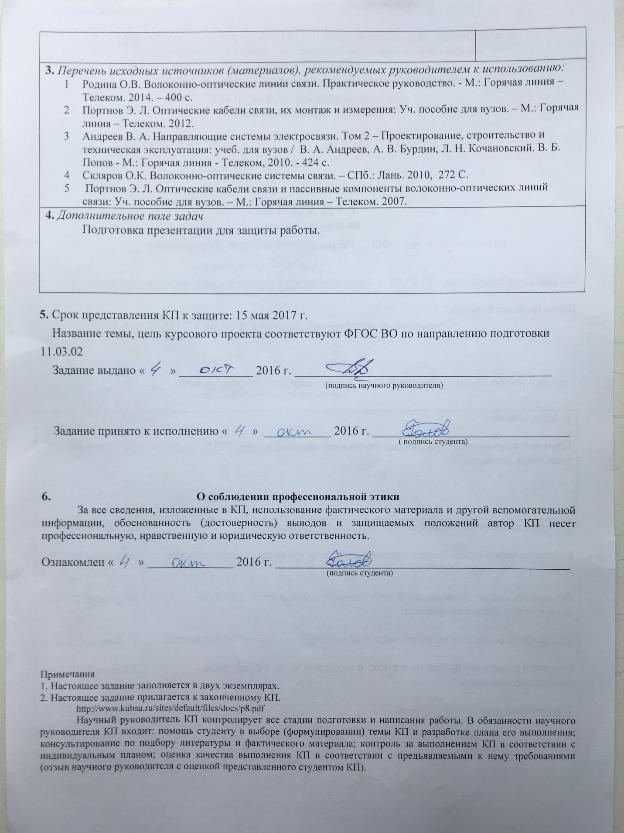 3. Перечень исходных источников (материалов), рекомендуемых руководителем к использованию:
1 Родина О.В. Волоконно-оптические линии связи. Практическое руководство. - М.: Горячая линия –
Телеком. 2014. – 400 с.
2 Портнов Э. Л. Оптические кабели связи, их монтаж и измерения: Уч. пособие для вузов. – М.: Горячая
линия – Телеком. 2012.
3 Андреев В. А. Направляющие системы электросвязи. Том 2 – Проектирование, строительство и
техническая эксплуатация: учеб. для вузов / В. А. Андреев, А. В. Бурдин, Л. Н. Кочановский. В. Б.
Попов - М.: Горячая линия - Телеком, 2010. - 424 с.
4 Скляров О.К. Волоконно-оптические системы связи. – СПб.: Лань. 2010, 272 С.
5 Портнов Э. Л. Оптические кабели связи и пассивные компоненты волоконно-оптических линий
связи: Уч. пособие для вузов. – М.: Горячая линия – Телеком. 2007.
4. Дополнительное поле задач
Подготовка презентации для защиты работы.
5. Срок представления КП к защите: 15 мая 2017 г.
Название темы, цель курсового проекта соответствуют ФГОС ВО по направлению подготовки
11.03.02
Задание выдано « 4 » окт 2016 г.
(подпись научного руководителя)
Задание принято к исполнению « 4 » окт 2016 г.
( подпись студента)
6. О соблюдении профессиональной этики
За все сведения, изложенные в КП, использование фактического материала и другой вспомогательной
информации, обоснованность (достоверность) выводов и защищаемых положений автор КП несет
профессиональную, нравственную и юридическую ответственность.
Ознакомлен « 4 » окт 2016 г.
(подпись студента)
Примечания
1. Настоящее задание заполняется в двух экземплярах.
2. Настоящее задание прилагается к законченному КП.
http://www.kubsu.ru/sites/default/files/docs/p8.pdf
Научный руководитель КП контролирует все стадии подготовки и написания работы. В обязанности научного
руководителя КП входит: помощь студенту в выборе (формулировании) темы КП и разработке плана его выполнения;
консультирование по подбору литературы и фактического материала; контроль за выполнением КП в соответствии с
индивидуальным планом; оценка качества выполнения КП в соответствии с предъявляемыми к нему требованиями
(отзыв научного руководителя с оценкой представленного студентом КП).